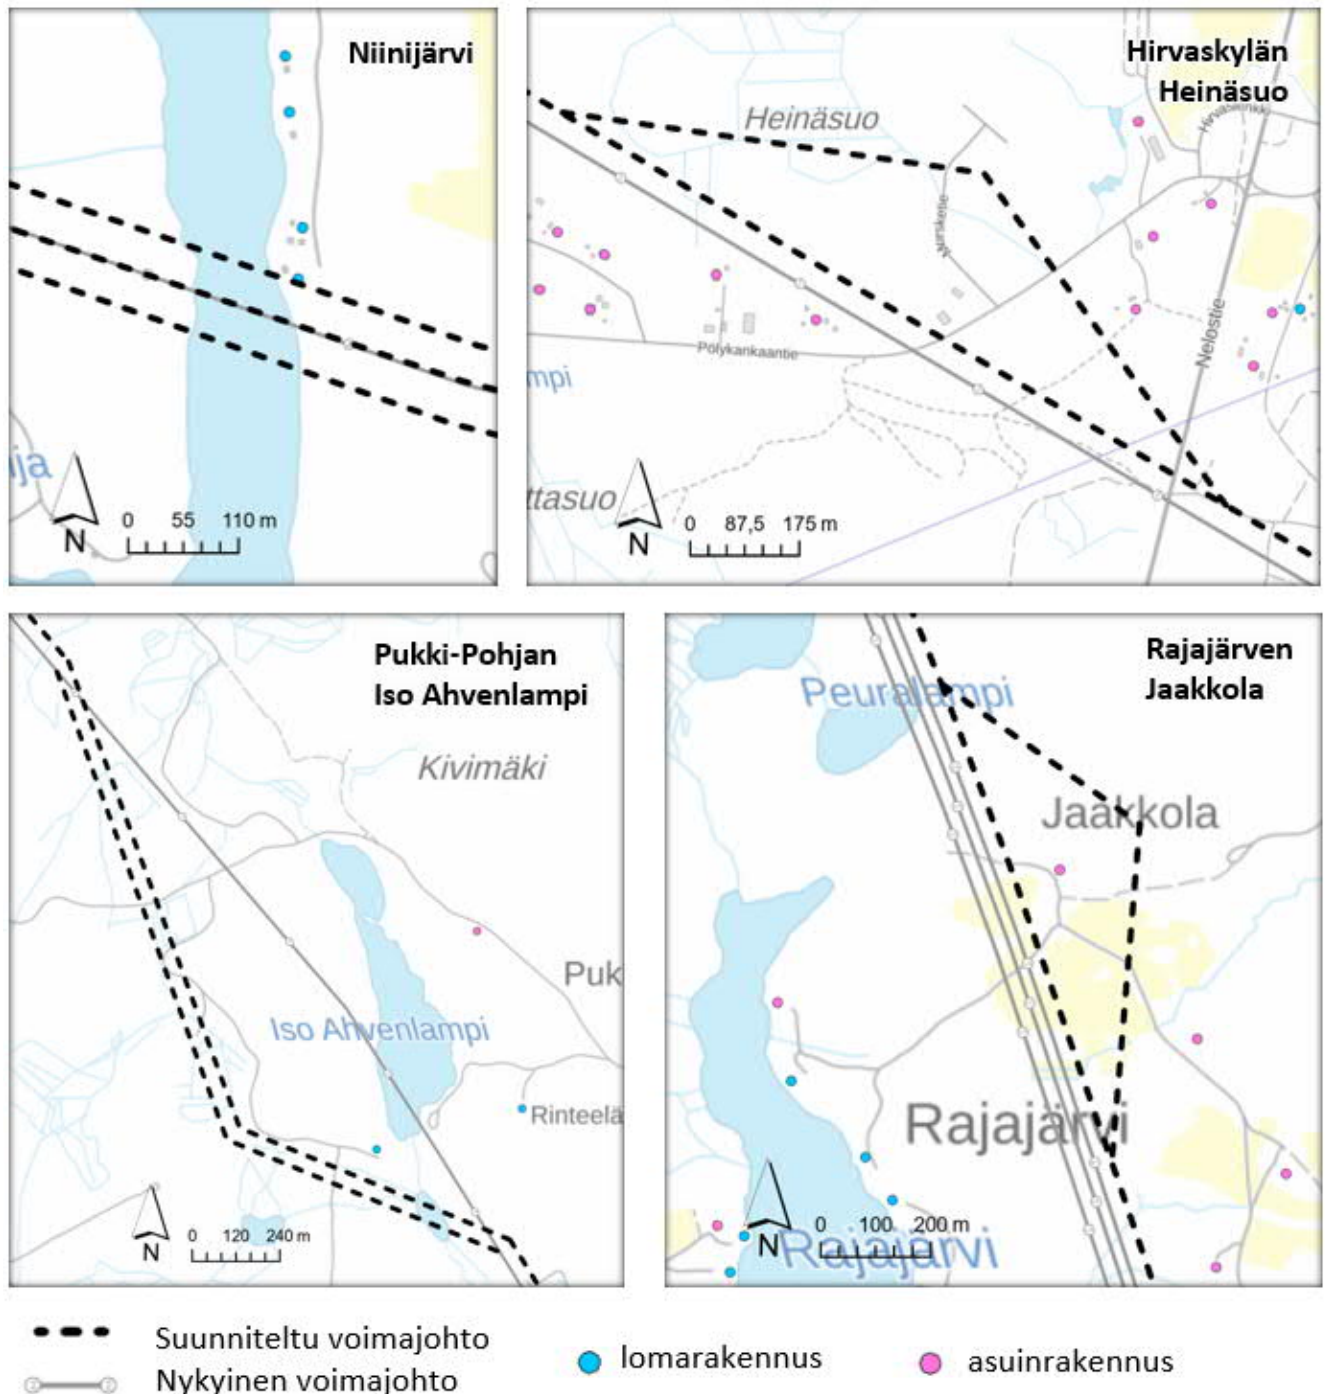 Niinijärvi
ija
N
0 55 110 m
Hirvaskylän
Heinäsuo
Heinäsuo
Nelostie
Pölykankaantie
mpi
ttasuo
N
0 87,5 175 m
Pukki-Pohjan
Iso Ahvenlampi
Kivimäki
Puk
Iso Ahvenlampi
Rinteelä
N
0 120 240 m
Rajajärven
Jaakkola
Peuralampi
Jaakkola
Rajajärvi
N
0 100 200 m
Rajajärvi
Suunniteltu voimajohto
Nykyinen voimajohto
lomarakennus
asuinrakennus